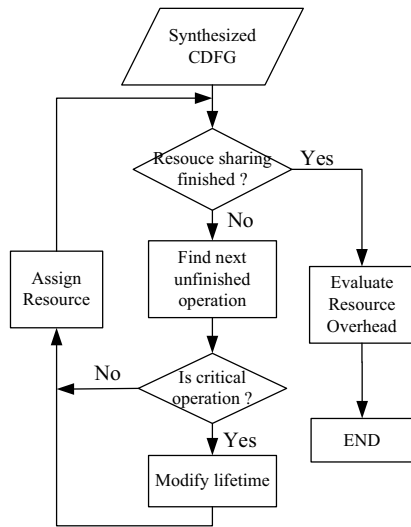 Synthesized
CDFG
Resouce sharing
finished ?
Yes
No
Find next
unfinished
operation
Assign
Resource
Evaluate
Resource
Overhead
Is critical
operation ?
No
Yes
END
Modify lifetime